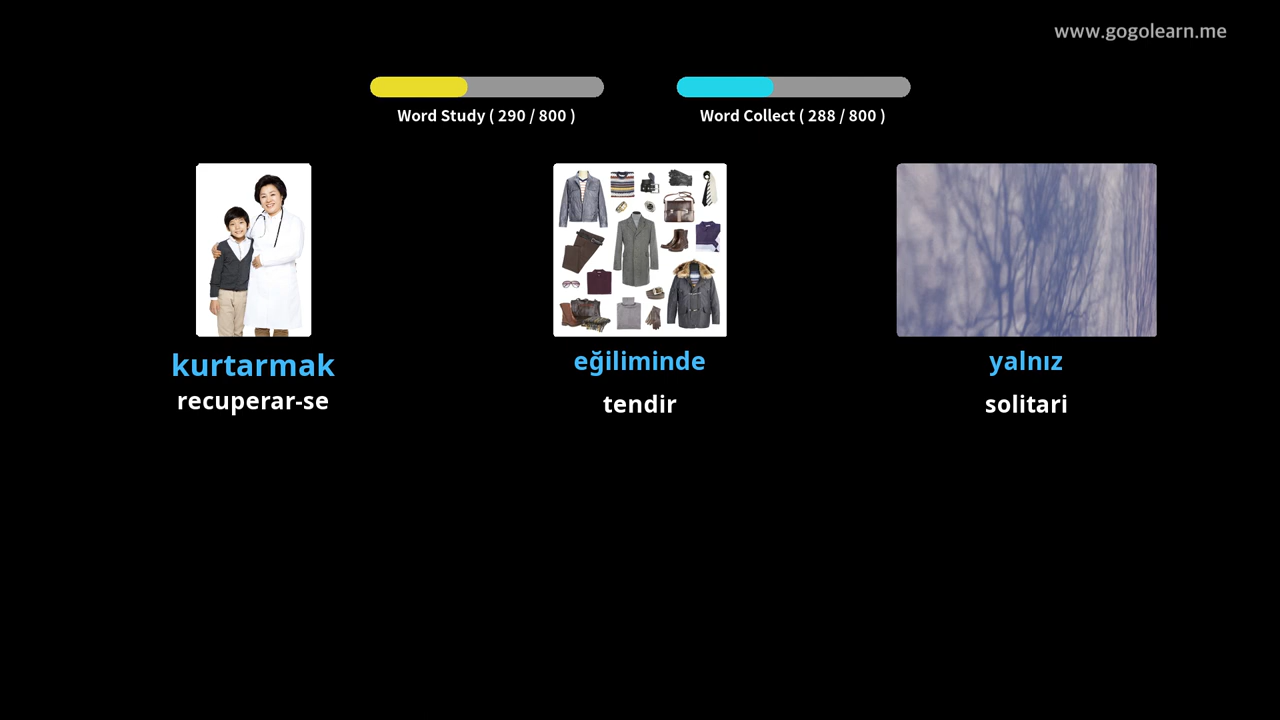 www.gogolearn.me
Word Study ( 290 / 800 )
Word Collect ( 288 / 800 )
kurtarmak
recuperar-se
eğiliminde
tendir
yalnız
solitari